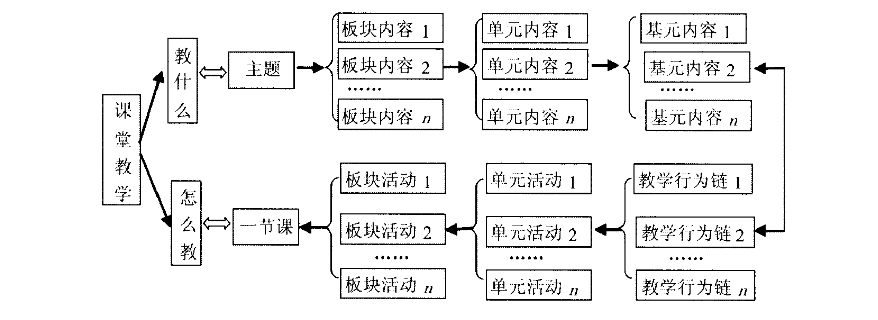 课堂教学
教什么
主题
板块内容 1
板块内容 2
……
板块内容 n
单元内容 1
单元内容 2
……
单元内容 n
基元内容 1
基元内容 2
……
基元内容 n
怎么教
一节课
板块活动 1
板块活动 2
……
板块活动 n
单元活动 1
单元活动 2
……
单元活动 n
教学行为链 1
教学行为链 2
……
教学行为链 n